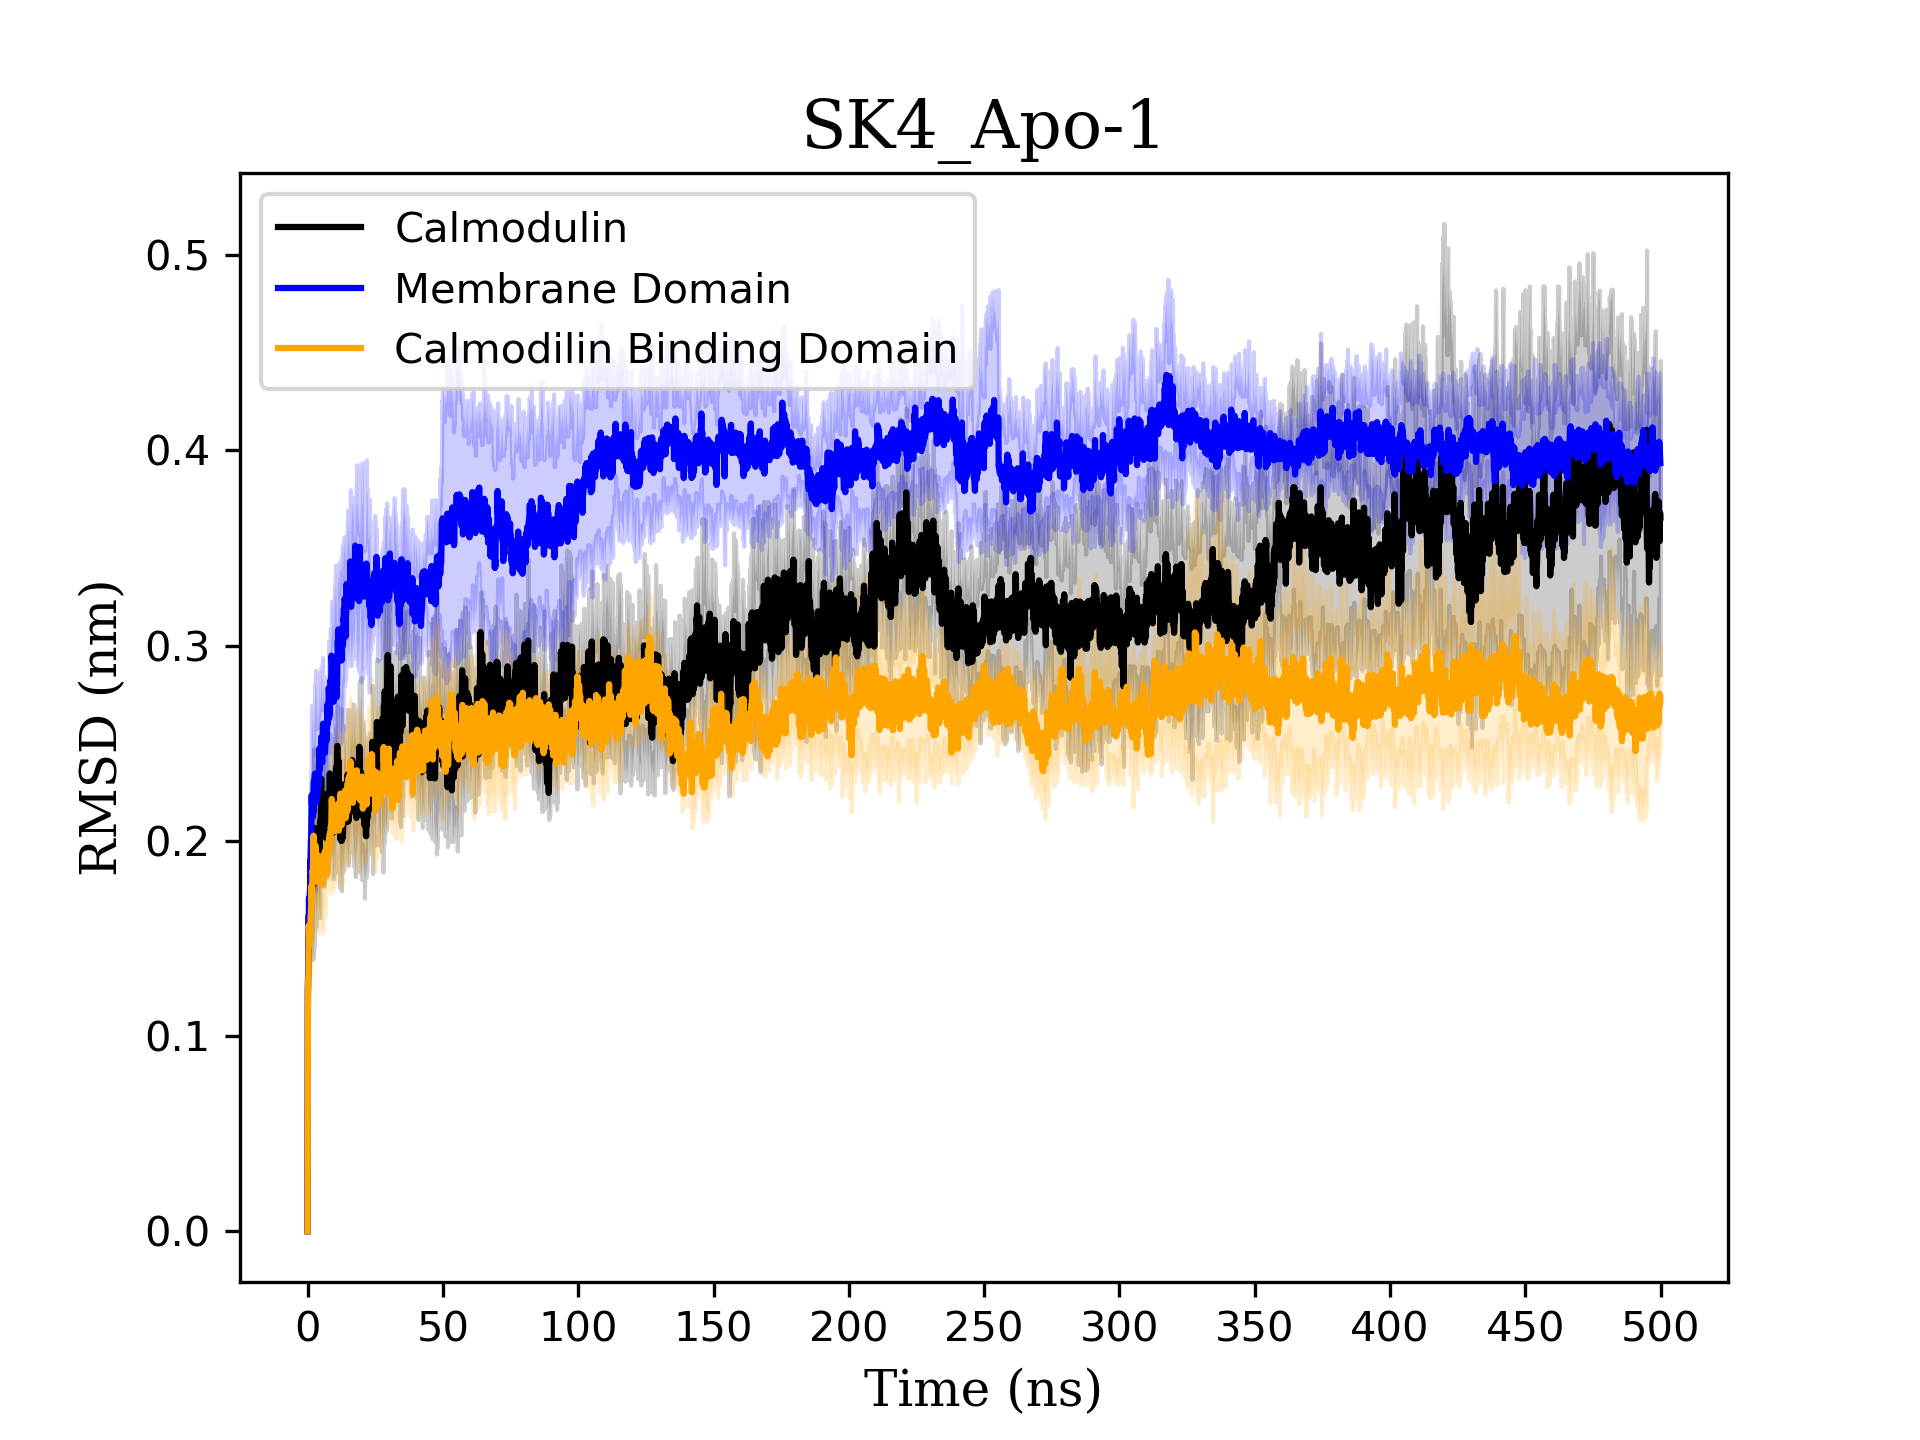 SK4_Apo-1
Calmodulin
Membrane Domain
Calmodilin Binding Domain
RMSD (nm)
0.5
0.4
0.3
0.2
0.1
0.0
0 50 100 150 200 250 300 350 400 450 500
Time (ns)